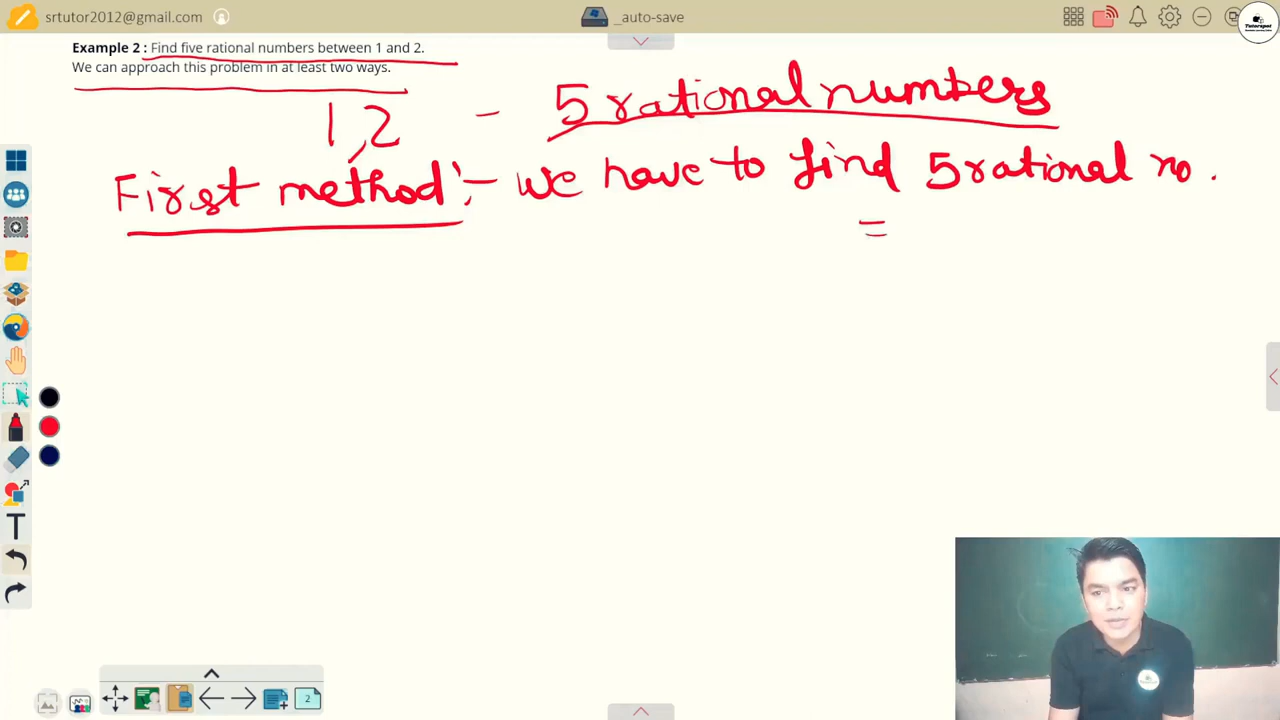 srtutor2012@gmail.com
_auto-save
Example 2 : Find five rational numbers between 1 and 2.
We can approach this problem in at least two ways.
1,2 - 5 rational numbers
First method :- we have to find 5 rational no.
=
T
2
Tutorspot